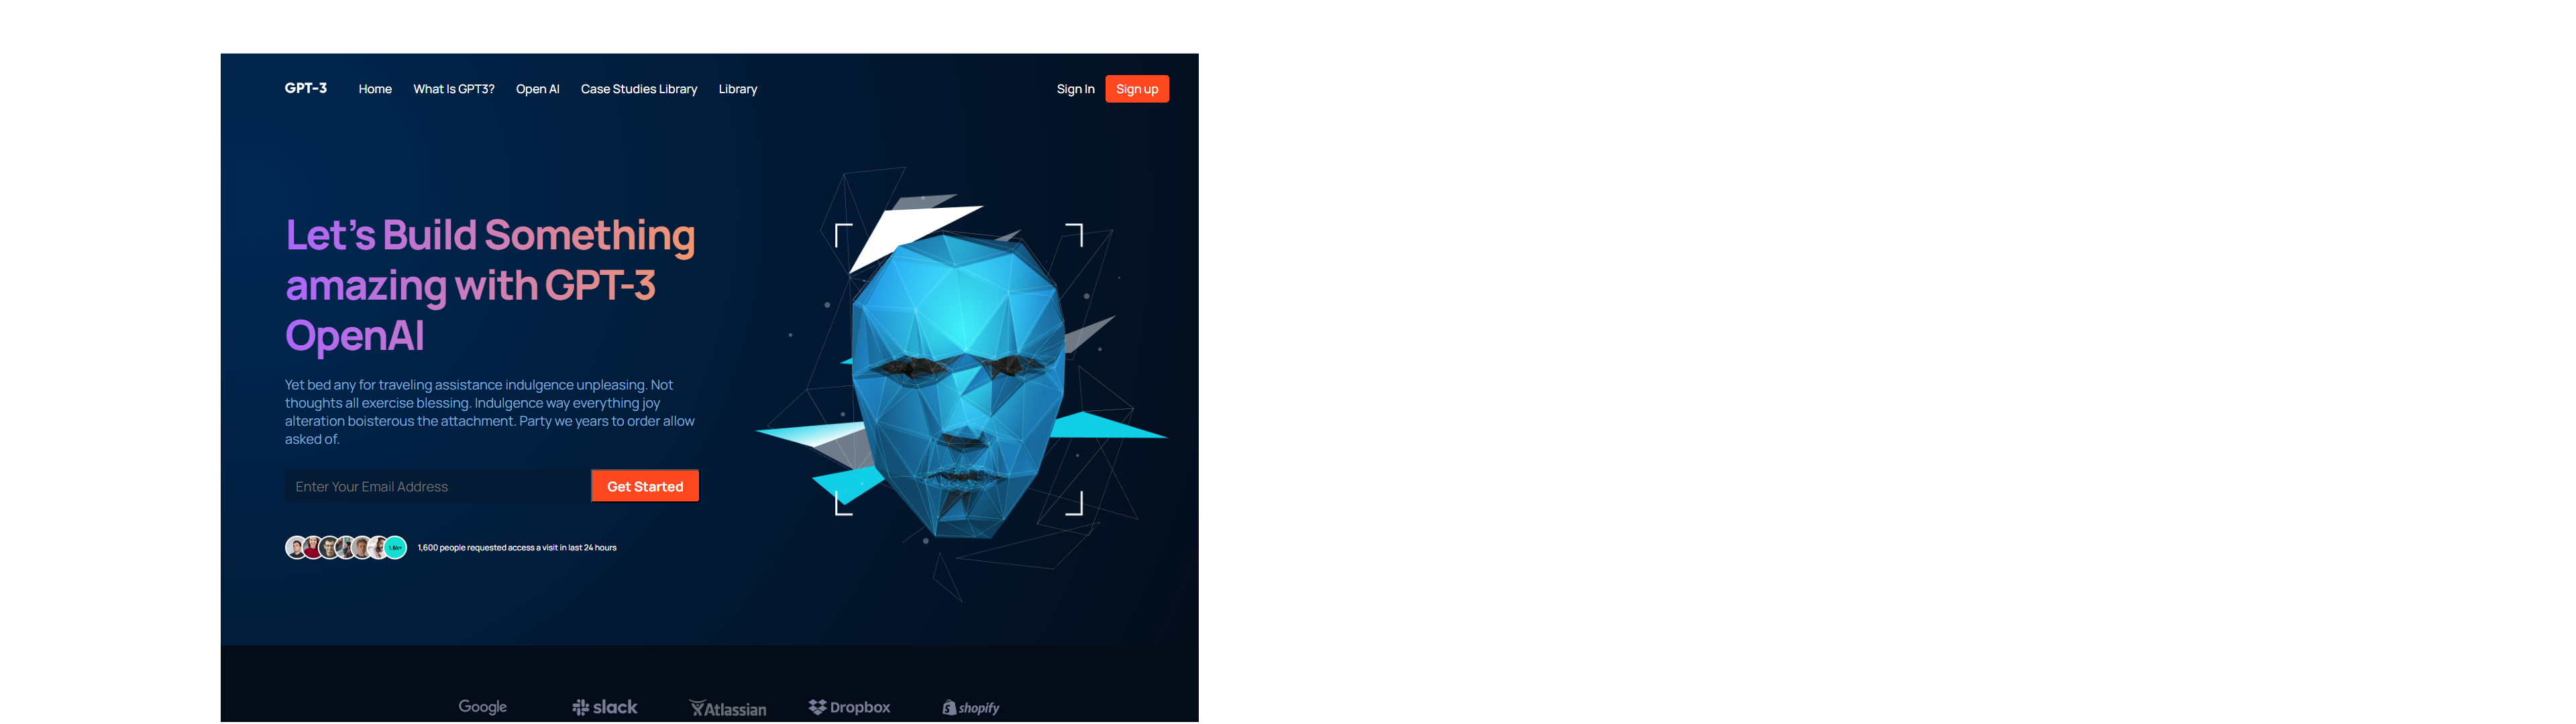 GPT-3
Home
What Is GPT3?
Open AI
Case Studies Library
Library
Sign In
Sign up
Let's Build Something
amazing with GPT-3
OpenAI
Yet bed any for traveling assistance indulgence unpleasing. Not
thoughts all exercise blessing. Indulgence way everything joy
alteration boisterous the attachment. Party we years to order allow
asked of.
Enter Your Email Address
Get Started
1.6k+
1,600 people requested access a visit in last 24 hours
Google
slack
Atlassian
Dropbox
shopify